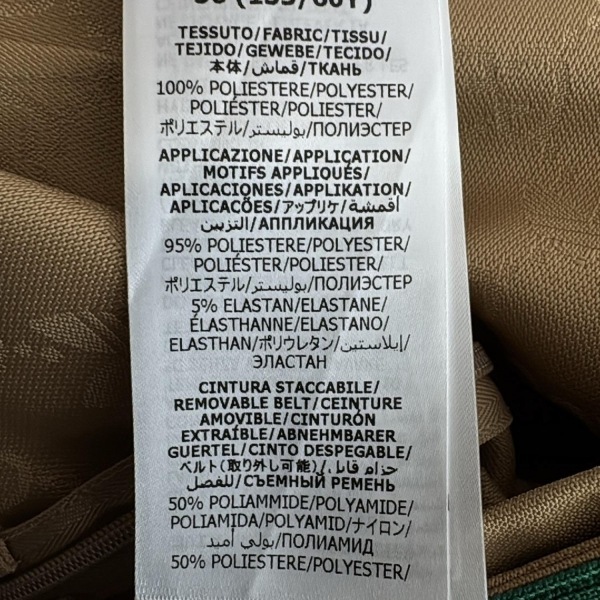 TESSUTO/FABRIC/TISSU/
TEJIDO/GEWEBE/TECIDO/
本体/قماش/ТКАНЬ
100% POLIESTERE/POLYESTER/
POLIÉSTER/POLIESTER/
ポリエステル/بوليستر/ПОЛИЭСТЕР
APPLICAZIONE/APPLICATION/
MOTIFS APPLIQUÉS/
APLICACIONES/APPLIKATION/
APLICAÇÕES/アップリケ/أقمشة
التزيين/АППЛИКАЦИЯ
95% POLIESTERE/POLYESTER/
POLIÉSTER/POLIESTER/
ポリエステル/بوليستر/ПОЛИЭСТЕР
5% ELASTAN/ELASTANE/
ÉLASTHANNE/ELASTANO/
ELASTHAN/ポリウレタン/إيلاستين/
ЭЛАСТАН
CINTURA STACCABILE/
REMOVABLE BELT/CEINTURE
AMOVIBLE/CINTURÓN
EXTRAÍBLE/ABNEHMBARER
GUERTEL/CINTO DESPEGABLE/
ベルト(取り外し可能)/حزام قابل
للفصل/СЪЕМНЫЙ РЕМЕНЬ
50% POLIAMMIDE/POLYAMIDE/
POLIAMIDA/POLYAMID/ナイロン/
بولي أميد/ПОЛИАМИД
50% POLIESTERE/POLYESTER/